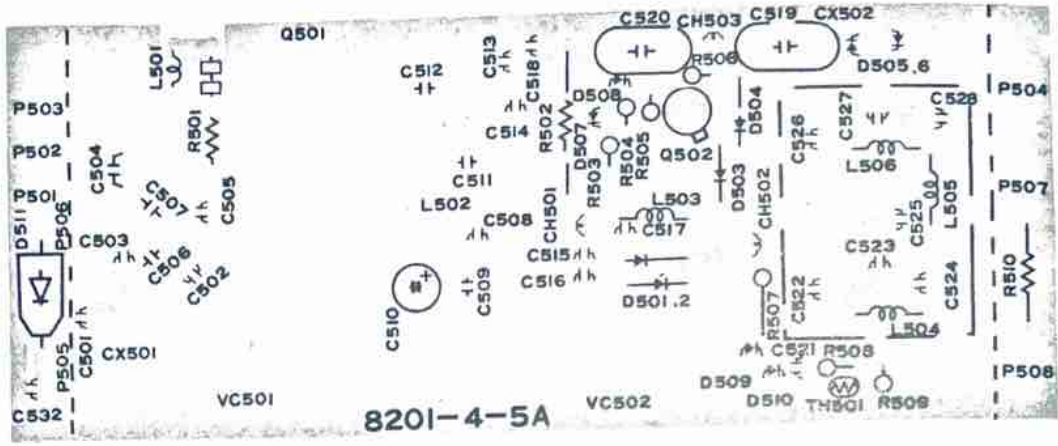 C520
CH503
C519
CX502
Q501
L501
C513
C518
R506
D505,6
C512
P503
D508
D504
C527
C528
P504
R501
C514
R502
D507
C526
P502
C504
R504
R505
Q502
L506
R503
C511
D503
P501
C507
C505
L502
L503
CH502
L505
P507
D511
P506
C508
CH501
C517
C525
C503
C506
C515
C523
C502
C516
C509
D501.2
C522
C524
R510
C510
R507
L504
C501
CX501
P505
C521
R508
P508
D509
C532
VC501
8201-4-5A
VC502
D510
TH501
R509